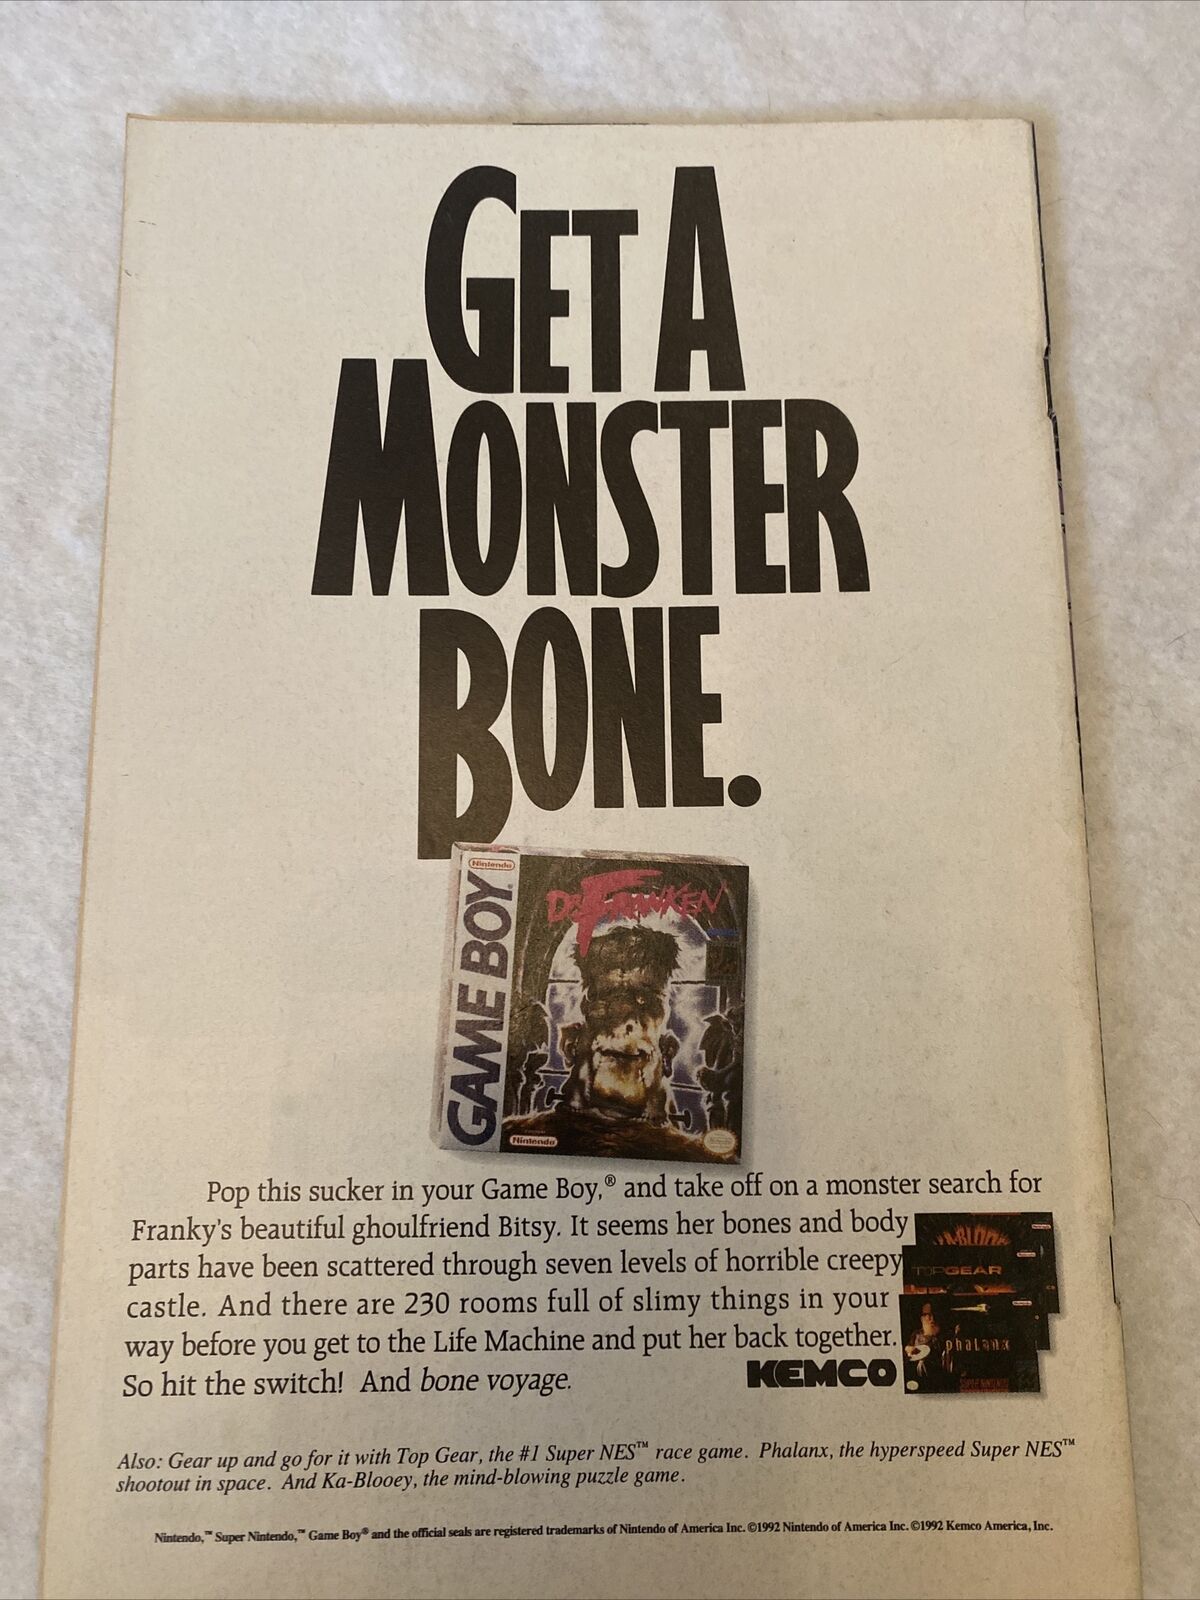 GET A
MONSTER
BONE.
Nintendo
GAME BOY
DR. FRANKEN
Nintendo
Pop this sucker in your Game Boy,® and take off on a monster search for
Franky's beautiful ghoulfriend Bitsy. It seems her bones and body
parts have been scattered through seven levels of horrible creepy
castle. And there are 230 rooms full of slimy things in your
way before you get to the Life Machine and put her back together.
So hit the switch! And bone voyage.
KEMCO
KA-BLOOEY
TOP GEAR
phalanx
SUPER NINTENDO
Also: Gear up and go for it with Top Gear, the #1 Super NES™ race game. Phalanx, the hyperspeed Super NES™
shootout in space. And Ka-Blooey, the mind-blowing puzzle game.
Nintendo,™ Super Nintendo,™ Game Boy® and the official seals are registered trademarks of Nintendo of America Inc. ©1992 Nintendo of America Inc. ©1992 Kemco America, Inc.